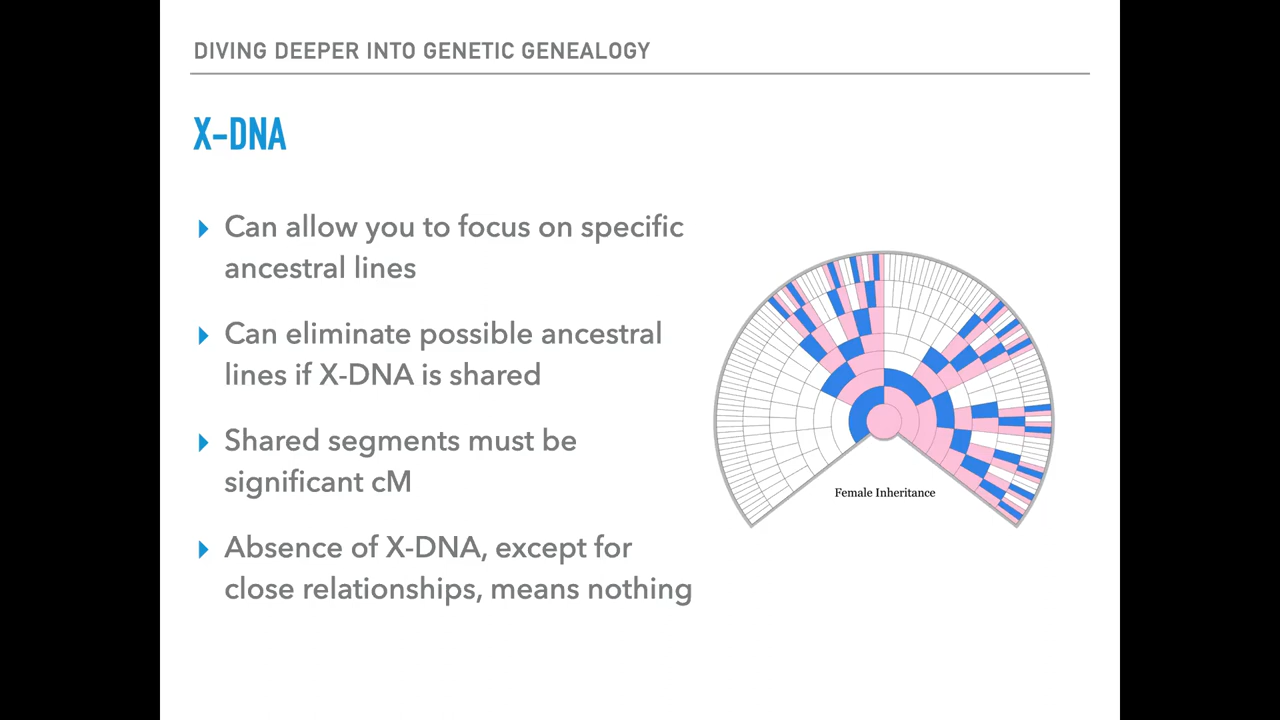 DIVING DEEPER INTO GENETIC GENEALOGY
X-DNA
Can allow you to focus on specific
ancestral lines
Can eliminate possible ancestral
lines if X-DNA is shared
Shared segments must be
significant cM
Absence of X-DNA, except for
close relationships, means nothing
Female Inheritance